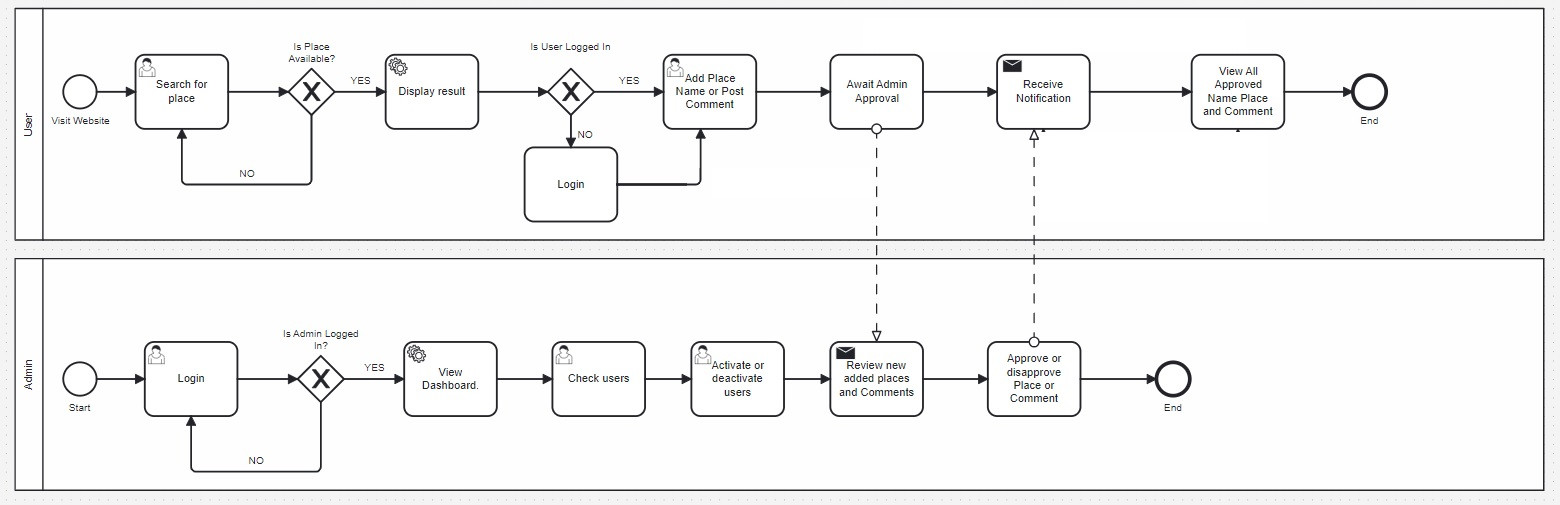 User
Visit Website
Search for
place
Is Place
Available?
YES
NO
Display result
Is User Logged In
YES
NO
Login
Add Place
Name or Post
Comment
Await Admin
Approval
Receive
Notification
View All
Approved
Name Place
and Comment
End
Admin
Start
Login
Is Admin Logged
In?
YES
NO
View
Dashboard.
Check users
Activate or
deactivate
users
Review new
added places
and Comments
Approve or
disapprove
Place or
Comment
End